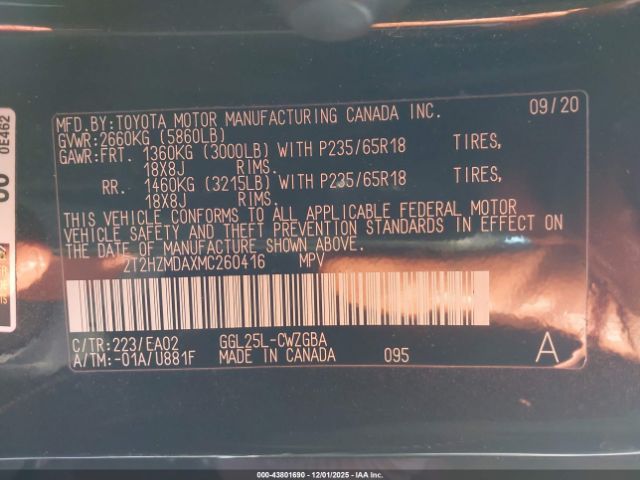 MFD.BY:TOYOTA MOTOR MANUFACTURING CANADA INC. 09/20
GVWR:2660KG (5860LB)
GAWR:FRT. 1360KG (3000LB) WITH P235/65R18 TIRES,
18X8J RIMS.
RR. 1460KG (3215LB) WITH P235/65R18 TIRES,
18X8J RIMS.
THIS VEHICLE CONFORMS TO ALL APPLICABLE FEDERAL MOTOR
VEHICLE SAFETY AND THEFT PREVENTION STANDARDS IN EFFECT ON
THE DATE OF MANUFACTURE SHOWN ABOVE.
2T2HZMDAXMC260416 MPV
C/TR:223/EA02 GGL25L-CWZGBA
A/TM:-01A/U881F MADE IN CANADA 095 A
0E462
000-43801690 - 12/01/2025 - IAA Inc.